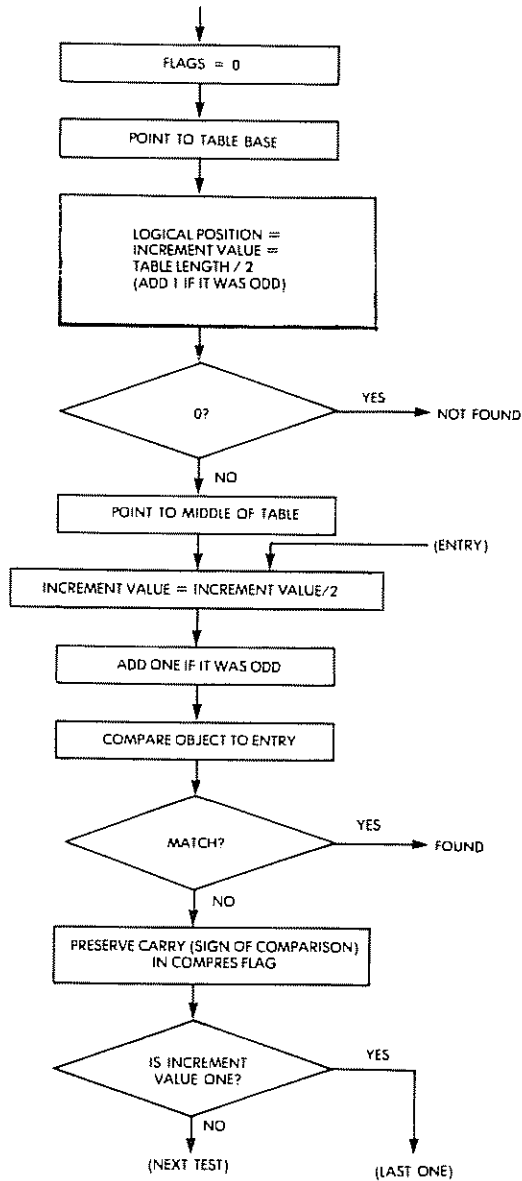 FLAGS = 0
POINT TO TABLE BASE
LOGICAL POSITION =
INCREMENT VALUE =
TABLE LENGTH / 2
(ADD 1 IF IT WAS ODD)
0?
YES
NOT FOUND
NO
POINT TO MIDDLE OF TABLE
(ENTRY)
INCREMENT VALUE = INCREMENT VALUE/2
ADD ONE IF IT WAS ODD
COMPARE OBJECT TO ENTRY
MATCH?
YES
FOUND
NO
PRESERVE CARRY (SIGN OF COMPARISON)
IN COMPRES FLAG
IS INCREMENT
VALUE ONE?
YES
NO
(NEXT TEST)
(LAST ONE)